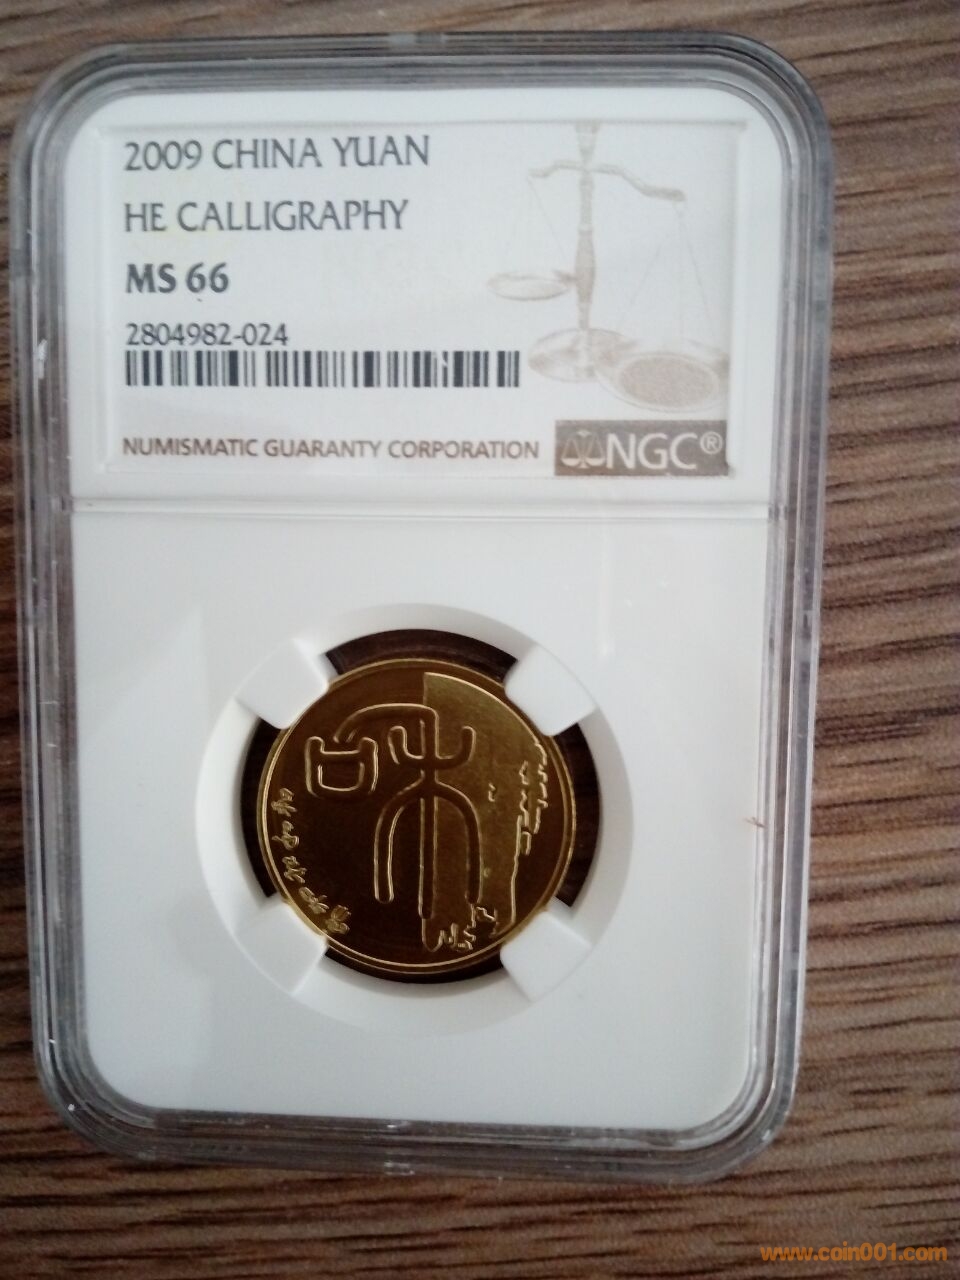 2009 CHINA YUAN
HE CALLIGRAPHY
MS 66
2804982-024
NUMISMATIC GUARANTY CORPORATION
NGC®
www.coin001.com